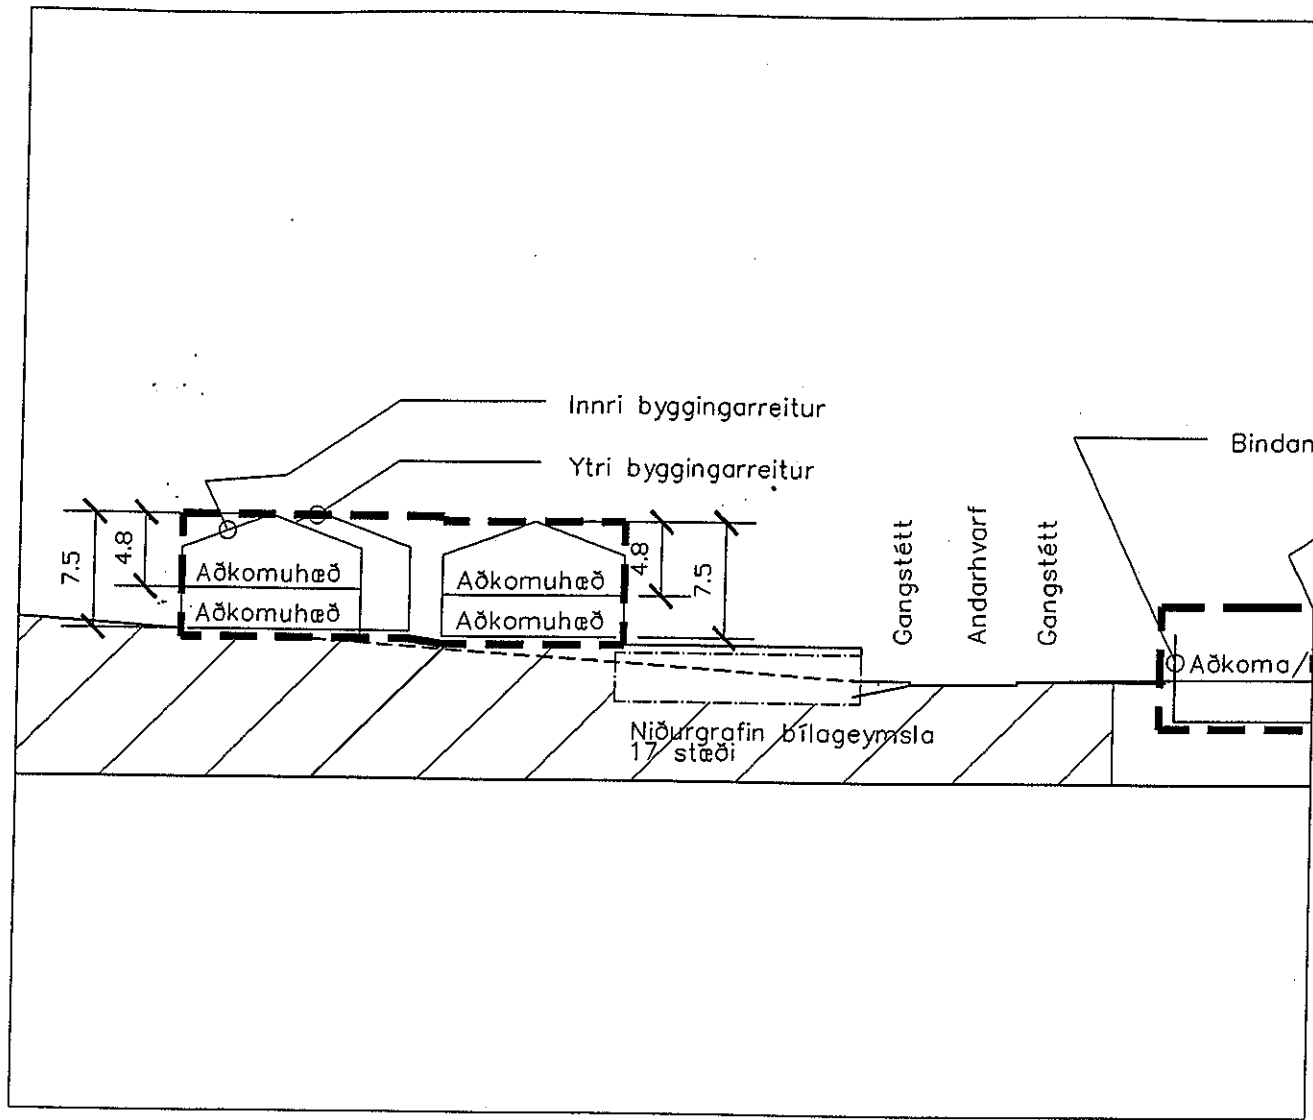 Innri byggingarreitur
Ytri byggingarreitur
Bindan
7.5
4.8
Aðkomuhæð
Aðkomuhæð
Aðkomuhæð
Aðkomuhæð
4.8
7.5
Gangstétt
Andarhvarf
Gangstétt
Aðkoma/
Niðurgrafin bílageymsla
17 stæði